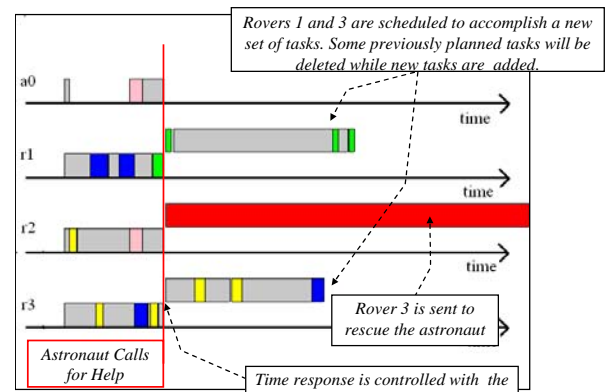 Rovers 1 and 3 are scheduled to accomplish a new
set of tasks. Some previously planned tasks will be
deleted while new tasks are added.
a0
time
r1
time
r2
time
r3
Rover 3 is sent to
rescue the astronaut
time
Astronaut Calls
for Help
Time response is controlled with the